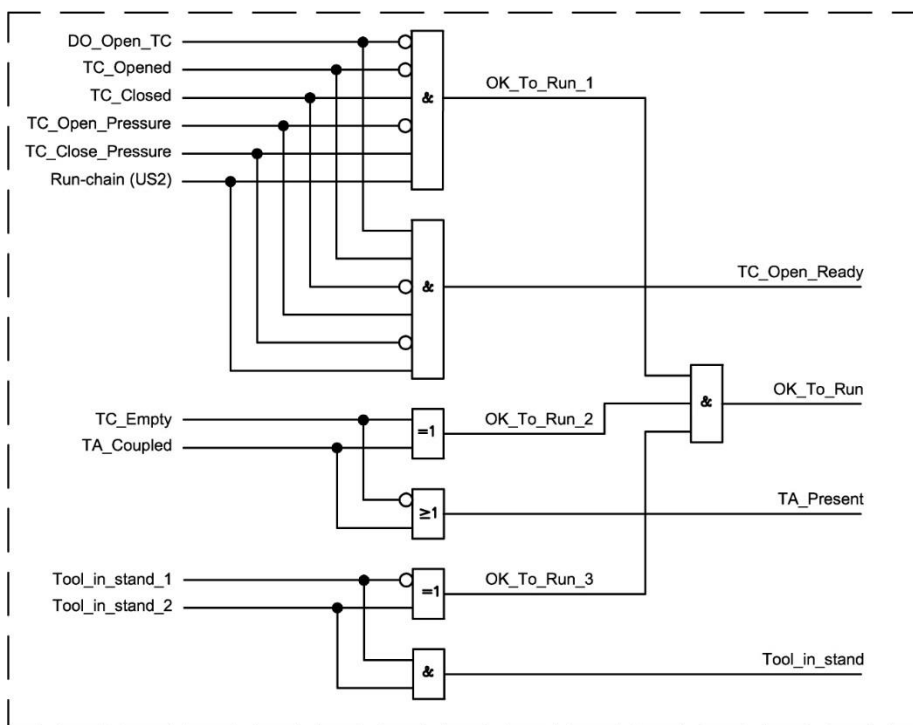 DO_Open_TC
TC_Opened
TC_Closed
TC_Open_Pressure
TC_Close_Pressure
Run-chain (US2)
&
OK_To_Run_1
&
TC_Open_Ready
&
OK_To_Run
TC_Empty
TA_Coupled
=1
OK_To_Run_2
≥1
TA_Present
Tool_in_stand_1
Tool_in_stand_2
=1
OK_To_Run_3
&
Tool_in_stand